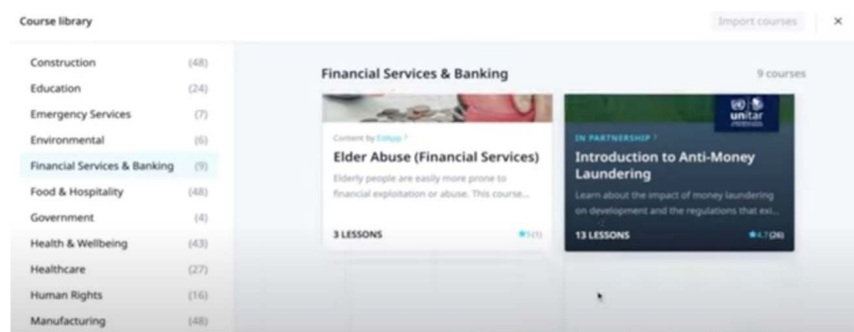 Course library
Import courses
×
Construction (48)
Education (24)
Emergency Services (7)
Environmental (6)
Financial Services & Banking (9)
Food & Hospitality (48)
Government (4)
Health & Wellbeing (43)
Healthcare (27)
Human Rights (16)
Manufacturing (48)
Financial Services & Banking
9 courses
Content by EdApp
Elder Abuse (Financial Services)
Elderly people are easily more prone to
financial exploitation or abuse. This course...
3 LESSONS
5 (1)
unitar
IN PARTNERSHIP
Introduction to Anti-Money
Laundering
Learn about the impact of money laundering
on development and the regulations that exi...
13 LESSONS
4.7 (26)